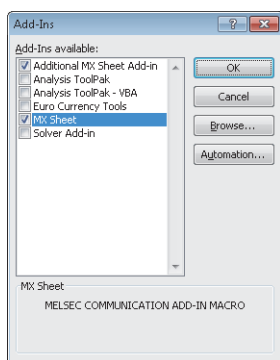 Add-Ins
Add-Ins available:
Additional MX Sheet Add-in
Analysis ToolPak
Analysis ToolPak - VBA
Euro Currency Tools
MX Sheet
Solver Add-in
OK
Cancel
Browse...
Automation...
MX Sheet
MELSEC COMMUNICATION ADD-IN MACRO